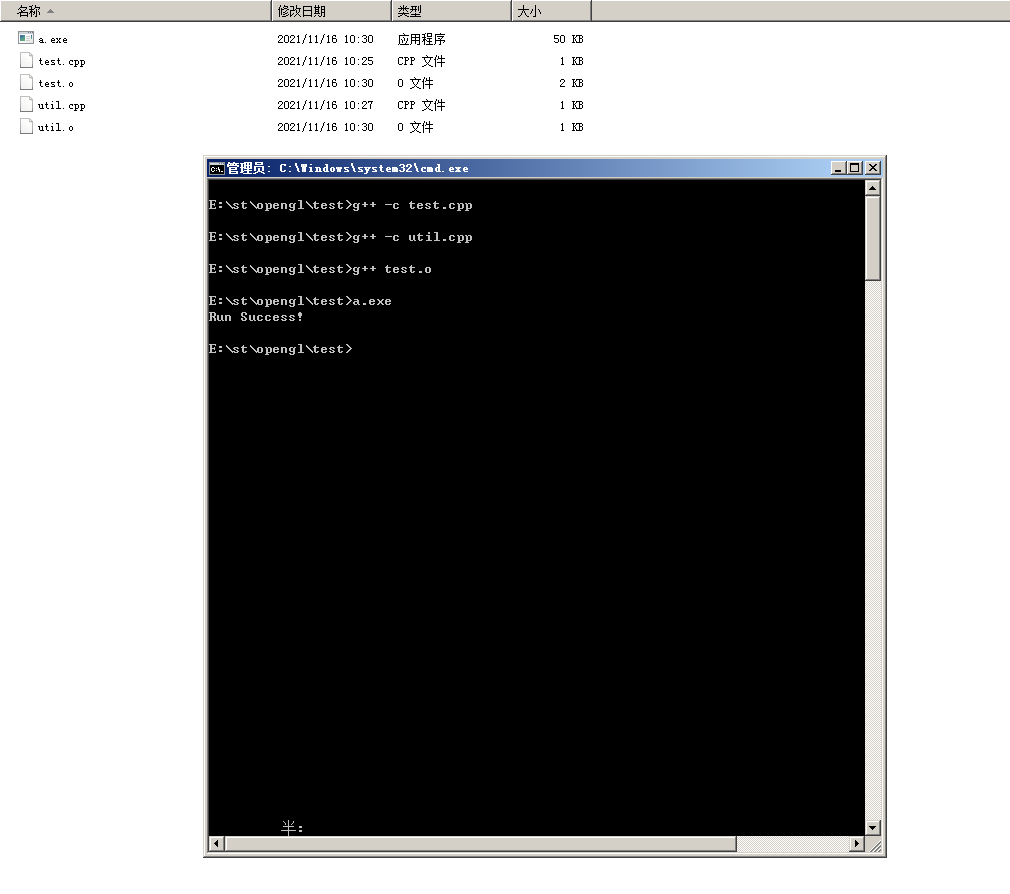 名称 修改日期 类型 大小
a.exe 2021/11/16 10:30 应用程序 50 KB
test.cpp 2021/11/16 10:25 CPP 文件 1 KB
test.o 2021/11/16 10:30 O 文件 2 KB
util.cpp 2021/11/16 10:27 CPP 文件 1 KB
util.o 2021/11/16 10:30 O 文件 1 KB
管理员: C:\Windows\system32\cmd.exe
E:\st\opengl\test>g++ -c test.cpp
E:\st\opengl\test>g++ -c util.cpp
E:\st\opengl\test>g++ test.o
E:\st\opengl\test>a.exe
Run Success!
E:\st\opengl\test>
半: